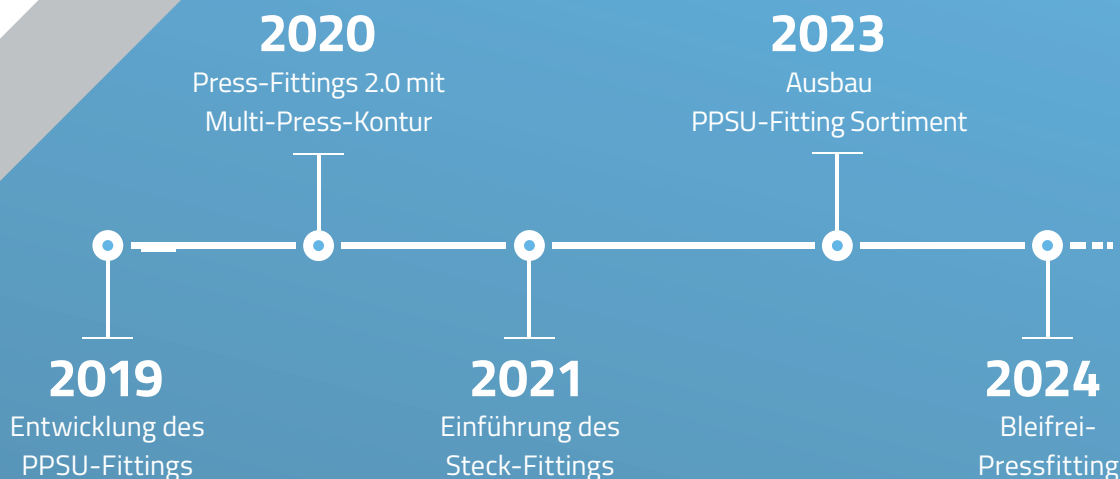 2020
Press-Fittings 2.0 mit
Multi-Press-Kontur
2023
Ausbau
PPSU-Fitting Sortiment
2019
Entwicklung des
PPSU-Fittings
2021
Einführung des
Steck-Fittings
2024
Bleifrei-
Pressfitting